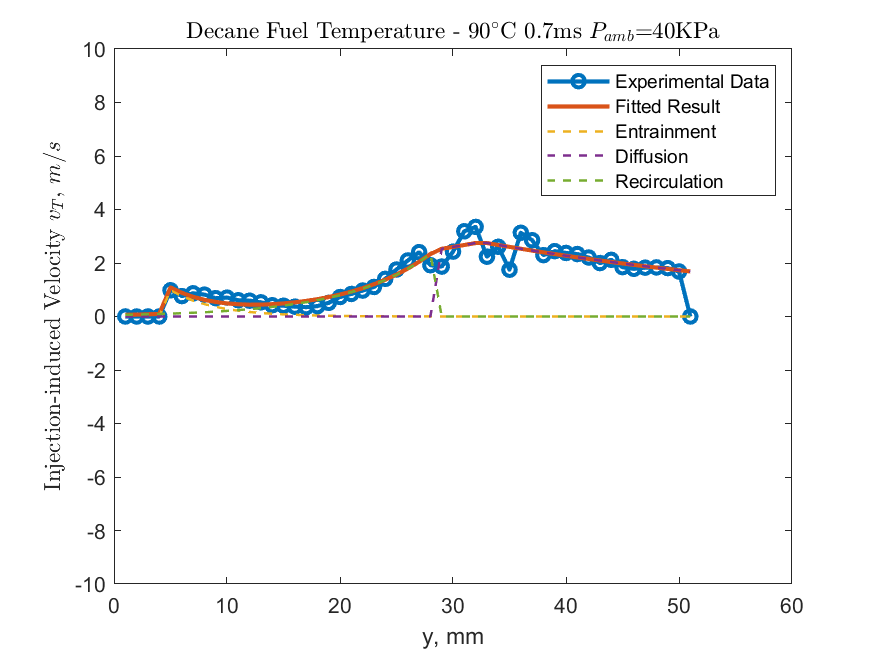 Decane Fuel Temperature - 90°C 0.7ms P_amb=40KPa
Experimental Data
Fitted Result
Entrainment
Diffusion
Recirculation
Injection-induced Velocity v_T, m/s
10
8
6
4
2
0
-2
-4
-6
-8
-10
0 10 20 30 40 50 60
y, mm